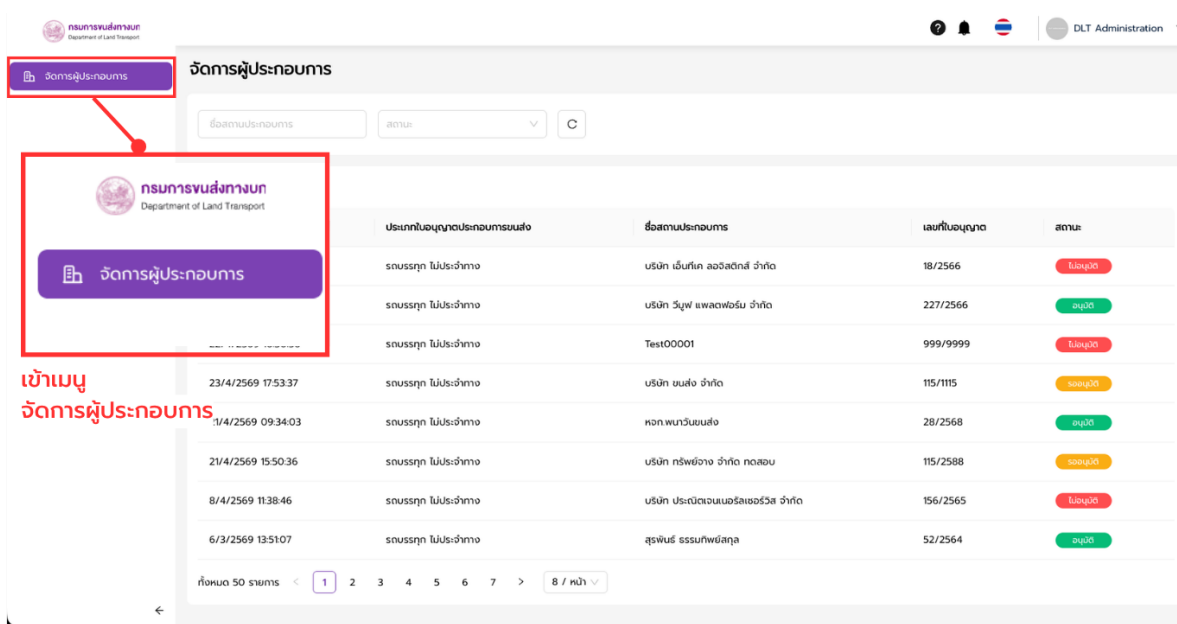 กรมการขนส่งทางบก
Department of Land Transport
DLT Administration
จัดการผู้ประกอบการ
จัดการผู้ประกอบการ
ชื่อสถานประกอบการ
สถานะ
กรมการขนส่งทางบก
Department of Land Transport
จัดการผู้ประกอบการ
เข้าเมนู
จัดการผู้ประกอบการ
ประเภทใบอนุญาตประกอบการขนส่ง ชื่อสถานประกอบการ เลขที่ใบอนุญาต สถานะ
รถบรรทุก ไม่ประจำทาง บริษัท เอ็นทีเค ลอจิสติกส์ จำกัด 18/2566 ไม่อนุมัติ
รถบรรทุก ไม่ประจำทาง บริษัท วีมูฟ แพลตฟอร์ม จำกัด 227/2566 อนุมัติ
รถบรรทุก ไม่ประจำทาง Test00001 999/9999 ไม่อนุมัติ
23/4/2569 17:53:37 รถบรรทุก ไม่ประจำทาง บริษัท ขนส่ง จำกัด 115/1115 รออนุมัติ
1/4/2569 09:34:03 รถบรรทุก ไม่ประจำทาง หจก.พนาวันขนส่ง 28/2568 อนุมัติ
21/4/2569 15:50:36 รถบรรทุก ไม่ประจำทาง บริษัท ทรัพย์จาง จำกัด ทดสอบ 115/2588 รออนุมัติ
8/4/2569 11:38:46 รถบรรทุก ไม่ประจำทาง บริษัท ประณิตเจนเนอรัลเซอร์วิส จำกัด 156/2565 ไม่อนุมัติ
6/3/2569 13:51:07 รถบรรทุก ไม่ประจำทาง สุรพันธ์ ธรรมทิพย์สกุล 52/2564 อนุมัติ
ทั้งหมด 50 รายการ < 1 2 3 4 5 6 7 > 8 / หน้า